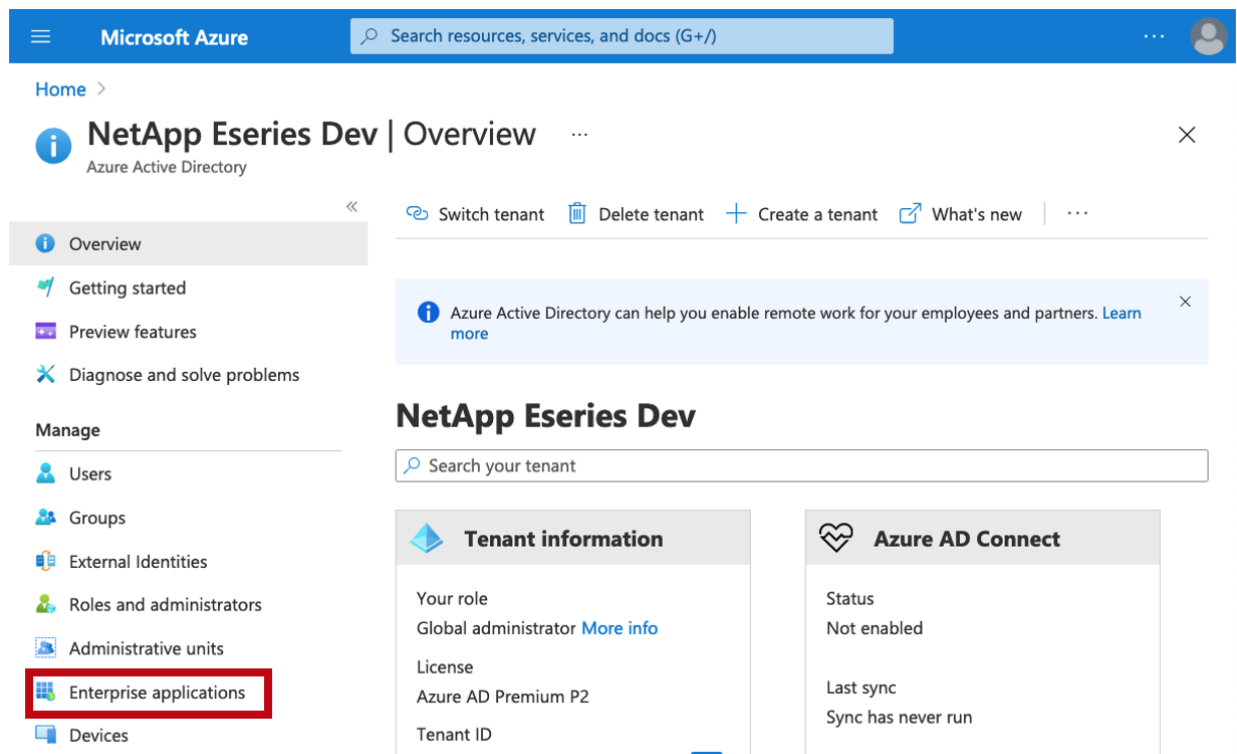 Microsoft Azure
Search resources, services, and docs (G+/)
...
Home >
NetApp Eseries Dev | Overview ...
Azure Active Directory
«
Switch tenant
Delete tenant
Create a tenant
What's new
...
Overview
Getting started
Preview features
Diagnose and solve problems
Manage
Users
Groups
External Identities
Roles and administrators
Administrative units
Enterprise applications
Devices
Azure Active Directory can help you enable remote work for your employees and partners. Learn
more
NetApp Eseries Dev
Search your tenant
Tenant information
Your role
Global administrator More info
License
Azure AD Premium P2
Tenant ID
Azure AD Connect
Status
Not enabled
Last sync
Sync has never run